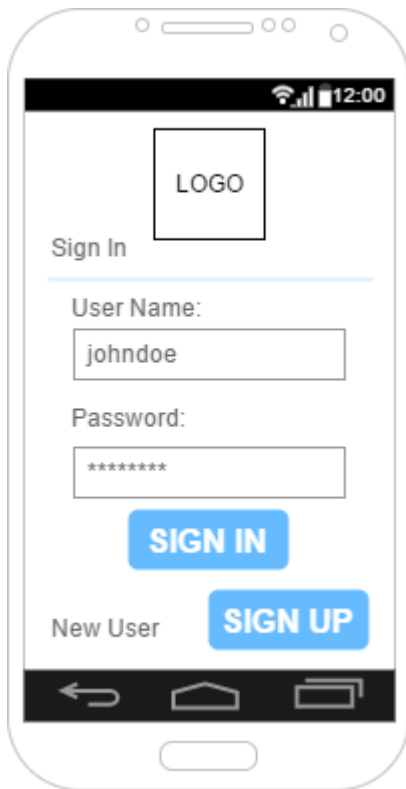 12:00
LOGO
Sign In
User Name:
johndoe
Password:
********
SIGN IN
New User
SIGN UP